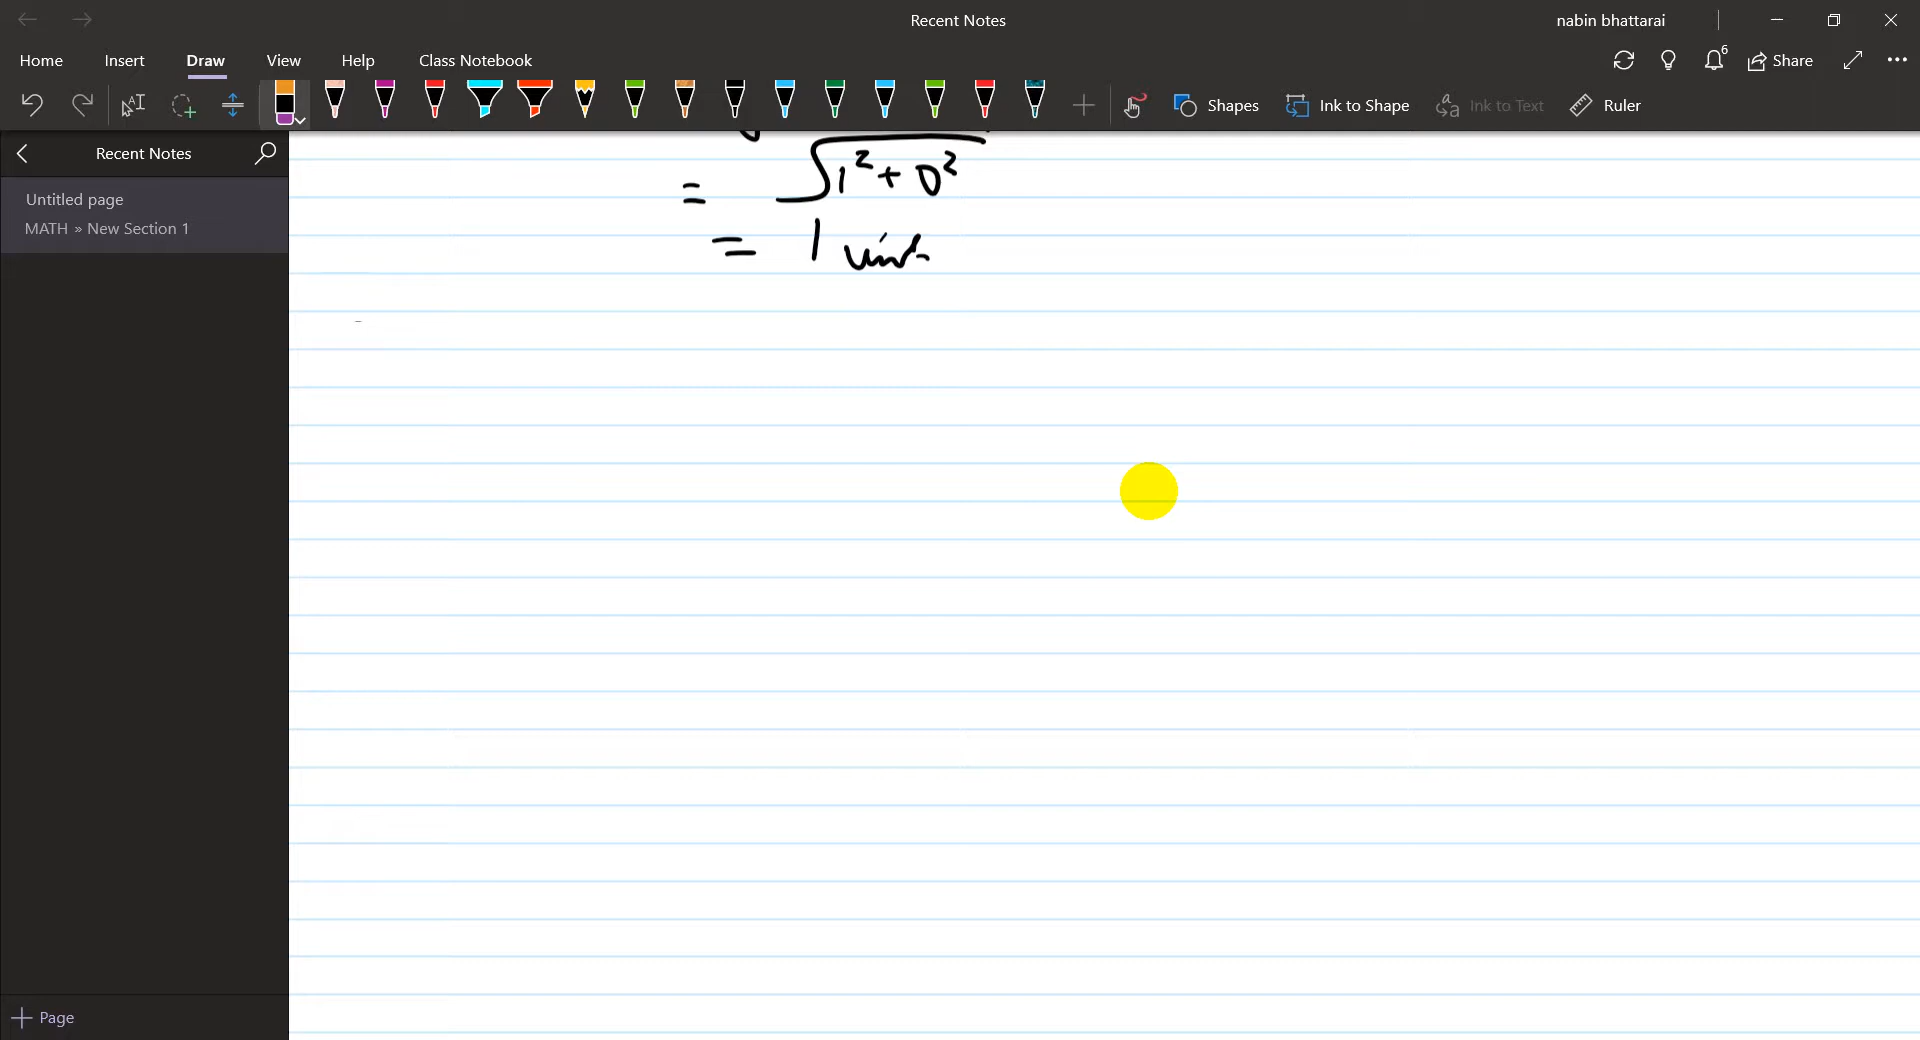 Recent Notes
nabin bhattarai
Home Insert Draw View Help Class Notebook
6
Share
Shapes Ink to Shape Ink to Text Ruler
Recent Notes
Untitled page
MATH » New Section 1
= √1² + 0²
= 1 unit
Page